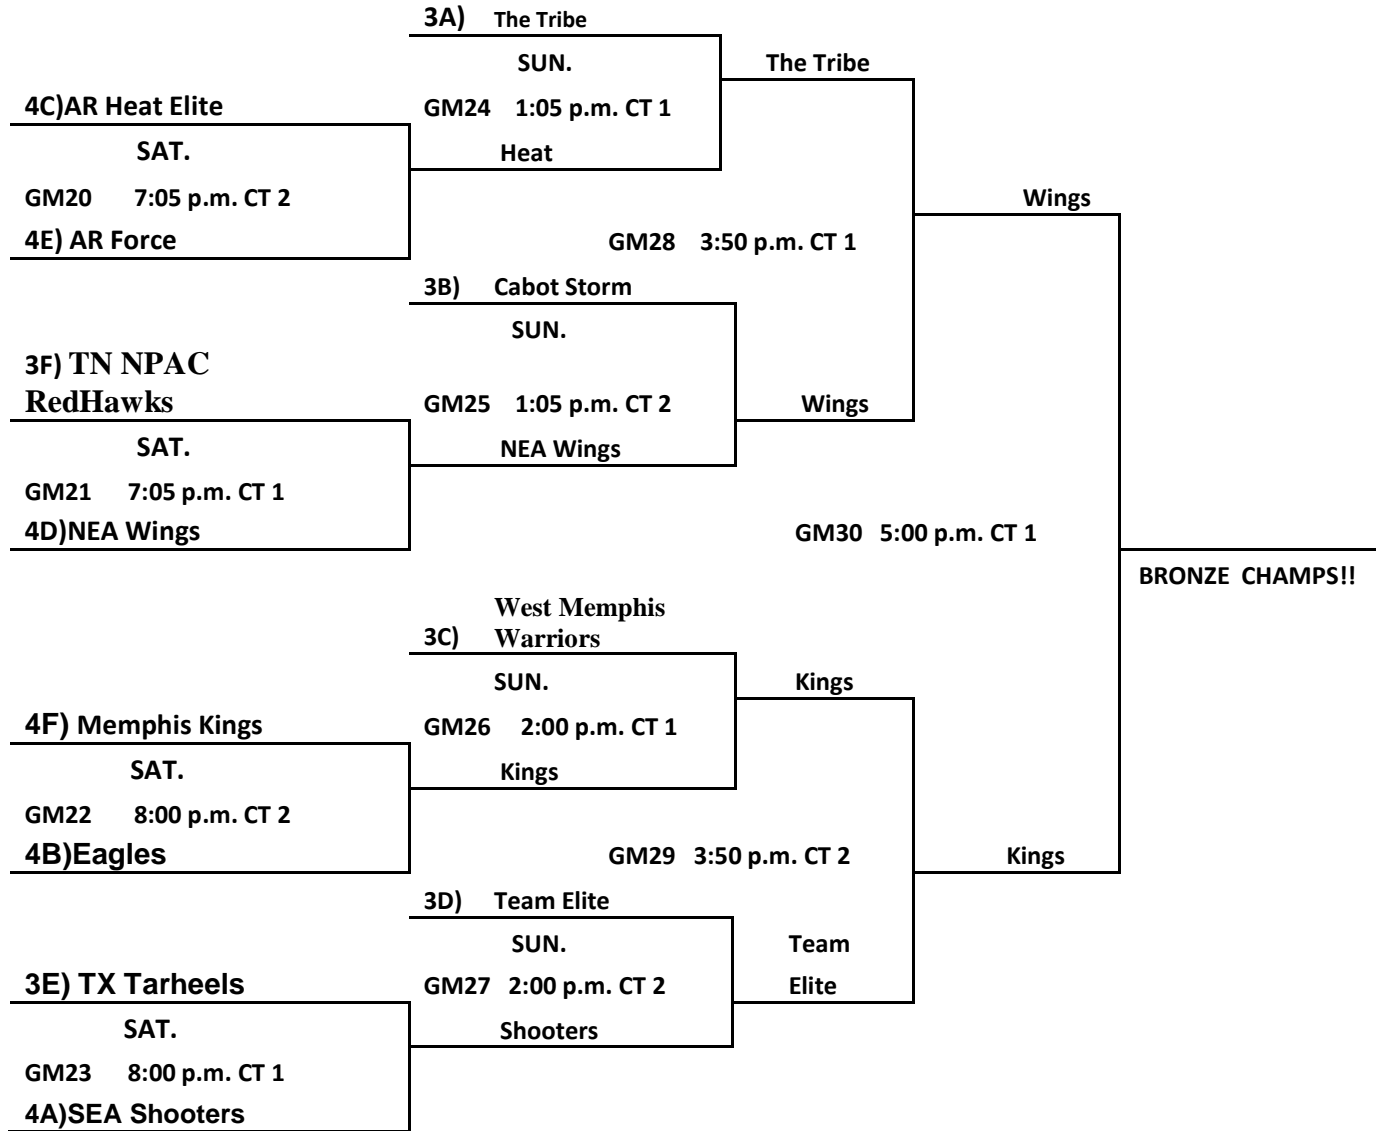 3A) The Tribe
SUN.
The Tribe
4C)AR Heat Elite
GM24 1:05 p.m. CT 1
SAT.
Heat
GM20 7:05 p.m. CT 2
Wings
4E) AR Force
GM28 3:50 p.m. CT 1
3B) Cabot Storm
SUN.
3F) TN NPAC
RedHawks
GM25 1:05 p.m. CT 2
Wings
SAT.
NEA Wings
GM21 7:05 p.m. CT 1
4D)NEA Wings
GM30 5:00 p.m. CT 1
BRONZE CHAMPS!!
West Memphis
3C) Warriors
SUN.
Kings
4F) Memphis Kings
GM26 2:00 p.m. CT 1
SAT.
Kings
GM22 8:00 p.m. CT 2
4B)Eagles
GM29 3:50 p.m. CT 2
Kings
3D) Team Elite
SUN.
Team
3E) TX Tarheels
GM27 2:00 p.m. CT 2
Elite
SAT.
Shooters
GM23 8:00 p.m. CT 1
4A)SEA Shooters